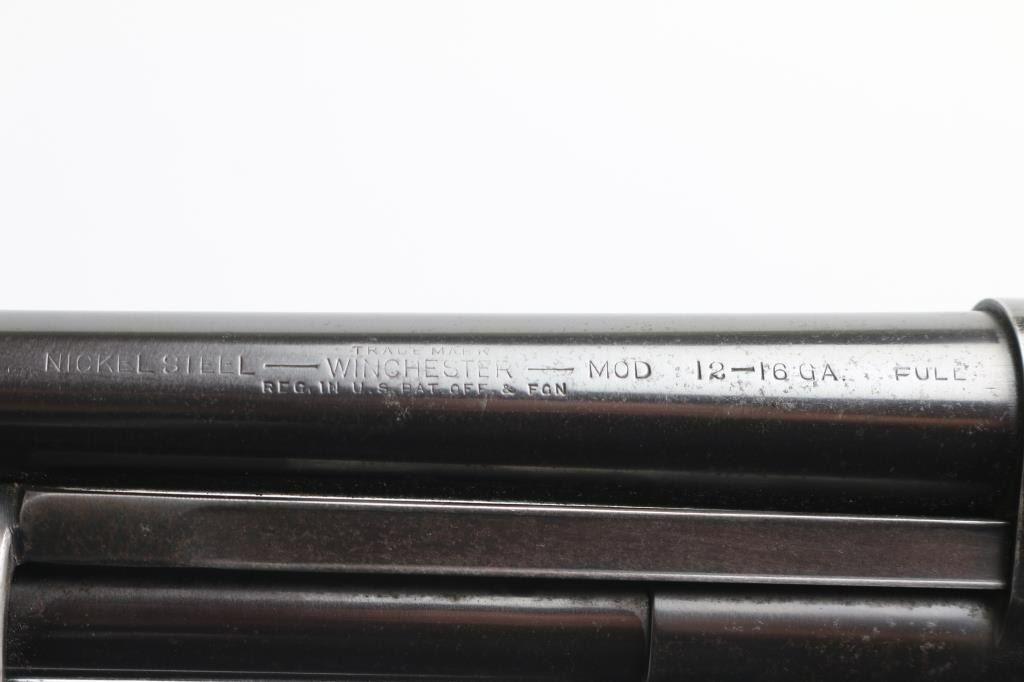 NICKEL STEEL — TRADE MARK WINCHESTER — MOD 12-16 GA. FULL
REG. IN U.S. PAT. OFF. & FGN